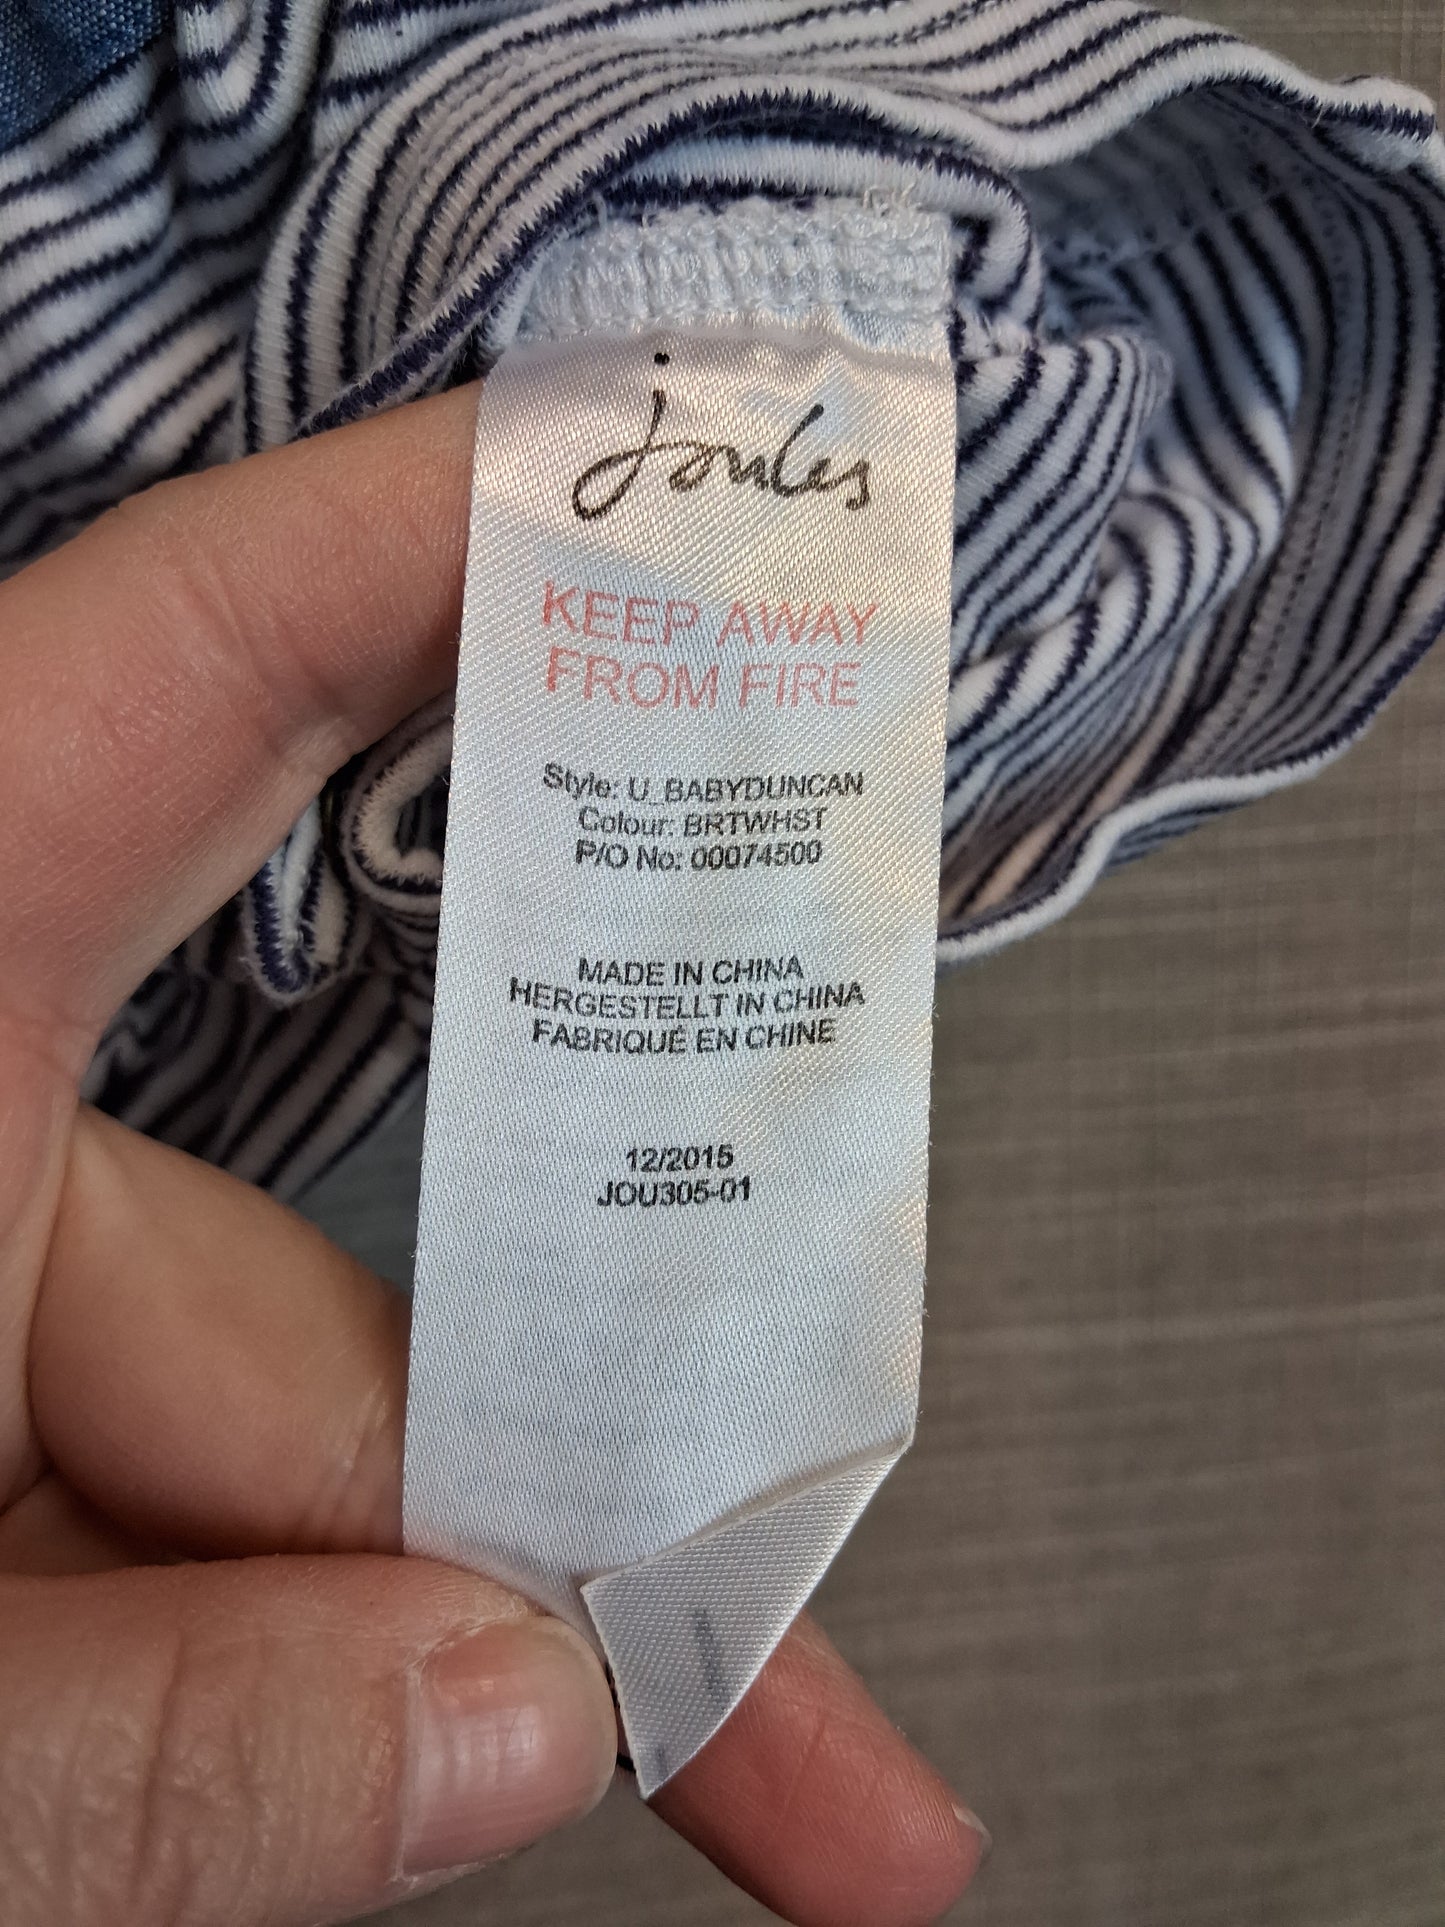 joules
KEEP AWAY
FROM FIRE
Style: U_BABYDUNCAN
Colour: BRTWHST
P/O No: 00074500
MADE IN CHINA
HERGESTELLT IN CHINA
FABRIQUÉ EN CHINE
12/2015
JOU305-01